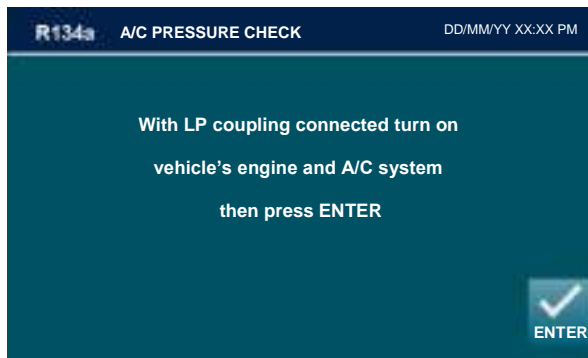 R134a A/C PRESSURE CHECK DD/MM/YY XX:XX PM
With LP coupling connected turn on
vehicle's engine and A/C system
then press ENTER
ENTER